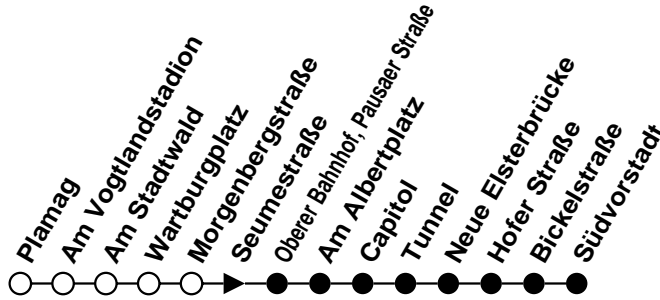 Plamag
Am Vogtlandstadion
Am Stadtwald
Wartburgplatz
Morgenbergstraße
Seumestraße
Oberer Bahnhof, Pausaer Straße
Am Albertplatz
Capitol
Tunnel
Neue Elsterbrücke
Hofer Straße
Bickelstraße
Südvorstadt